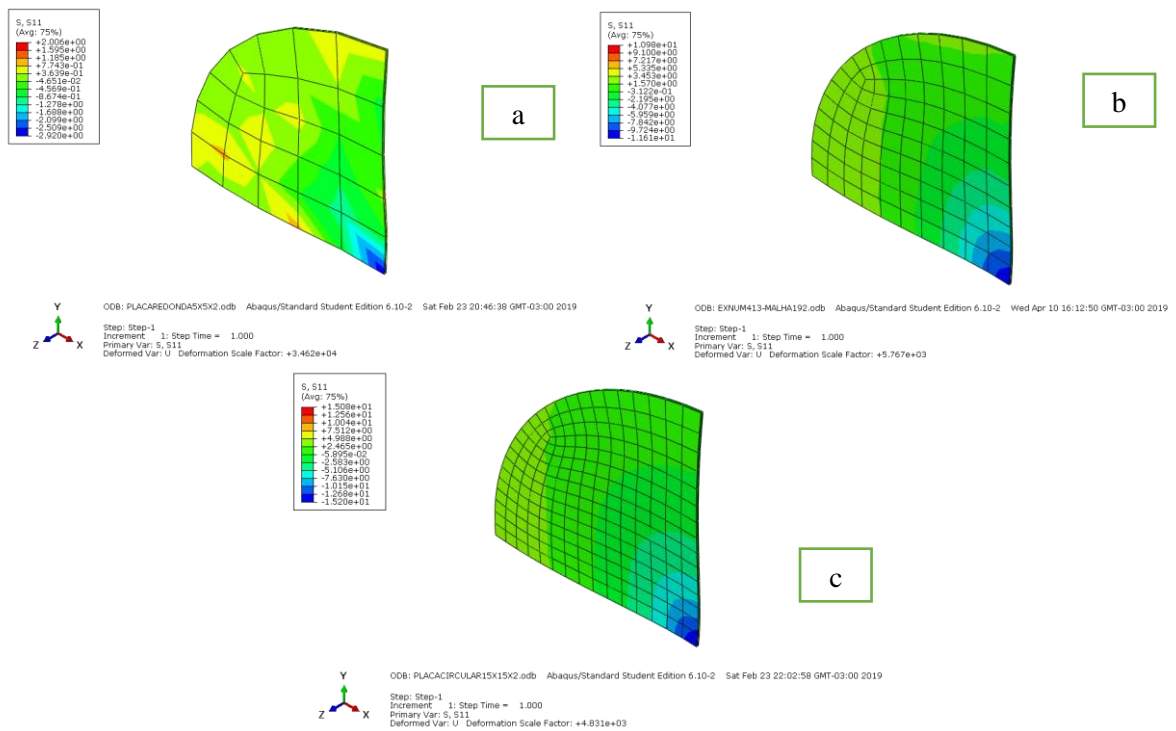 S, S11
(Avg: 75%)
+2.006e+00
+1.595e+00
+1.185e+00
+7.743e-01
+3.639e-01
-4.651e-02
-4.569e-01
-8.674e-01
-1.278e+00
-1.688e+00
-2.099e+00
-2.509e+00
-2.920e+00
a
Y
Z
X
ODB: PLACAREDONDA5X5X2.odb Abaqus/Standard Student Edition 6.10-2 Sat Feb 23 20:46:38 GMT-03:00 2019
Step: Step-1
Increment 1: Step Time = 1.000
Primary Var: S, S11
Deformed Var: U Deformation Scale Factor: +3.462e+04
S, S11
(Avg: 75%)
+1.098e+01
+9.100e+00
+7.217e+00
+5.335e+00
+3.453e+00
+1.570e+00
-3.122e-01
-2.195e+00
-4.077e+00
-5.959e+00
-7.842e+00
-9.724e+00
-1.161e+01
b
Y
Z
X
ODB: EXNUM413-MALHA192.odb Abaqus/Standard Student Edition 6.10-2 Wed Apr 10 16:12:50 GMT-03:00 2019
Step: Step-1
Increment 1: Step Time = 1.000
Primary Var: S, S11
Deformed Var: U Deformation Scale Factor: +5.767e+03
S, S11
(Avg: 75%)
+1.508e+01
+1.256e+01
+1.004e+01
+7.512e+00
+4.988e+00
+2.465e+00
-5.895e-02
-2.583e+00
-5.106e+00
-7.630e+00
-1.015e+01
-1.268e+01
-1.520e+01
c
Y
Z
X
ODB: PLACACIRCULAR15X15X2.odb Abaqus/Standard Student Edition 6.10-2 Sat Feb 23 22:02:58 GMT-03:00 2019
Step: Step-1
Increment 1: Step Time = 1.000
Primary Var: S, S11
Deformed Var: U Deformation Scale Factor: +4.831e+03